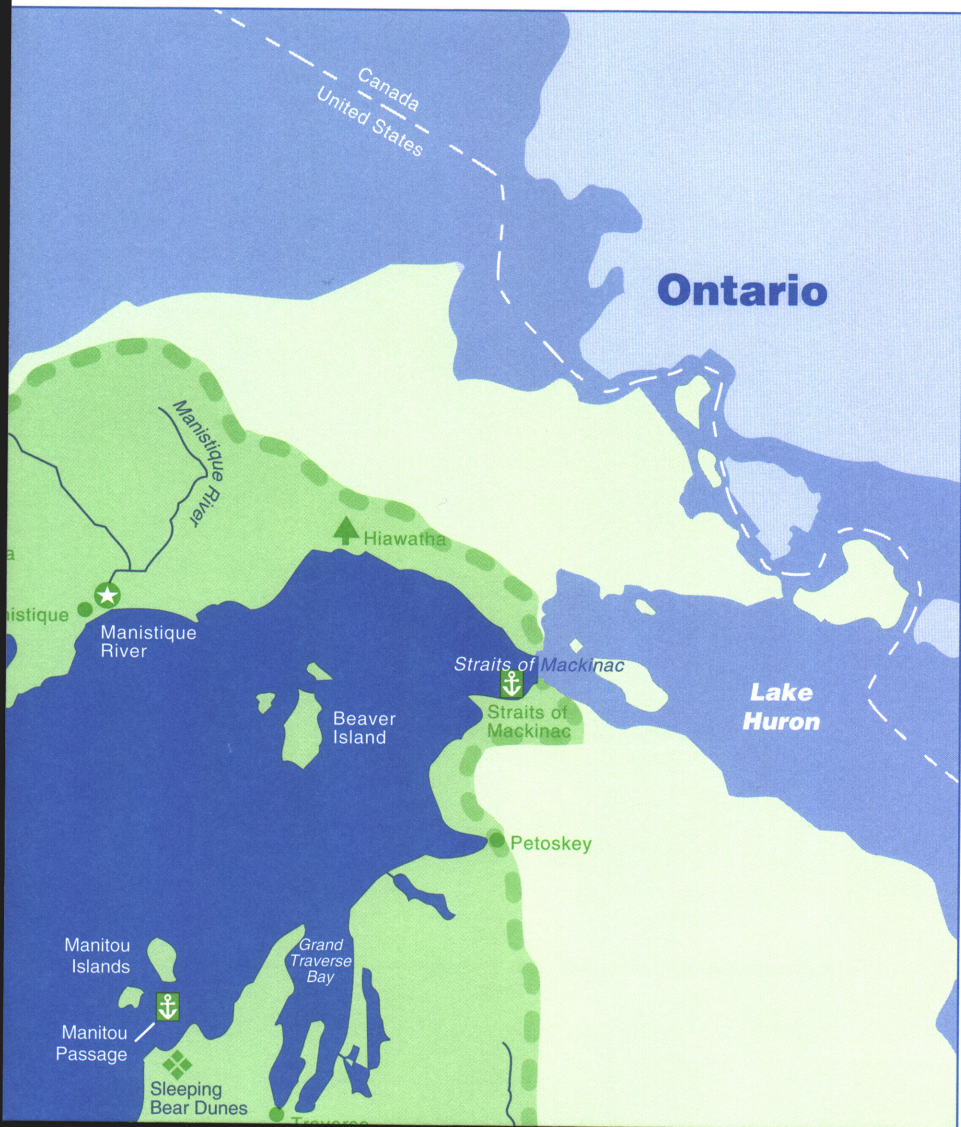 Canada
United States
Ontario
Manistique River
Hiawatha
a
nistique
Manistique
River
Straits of Mackinac
Straits of
Mackinac
Lake
Huron
Beaver
Island
Petoskey
Manitou
Islands
Grand
Traverse
Bay
Manitou
Passage
Sleeping
Bear Dunes
Traverse